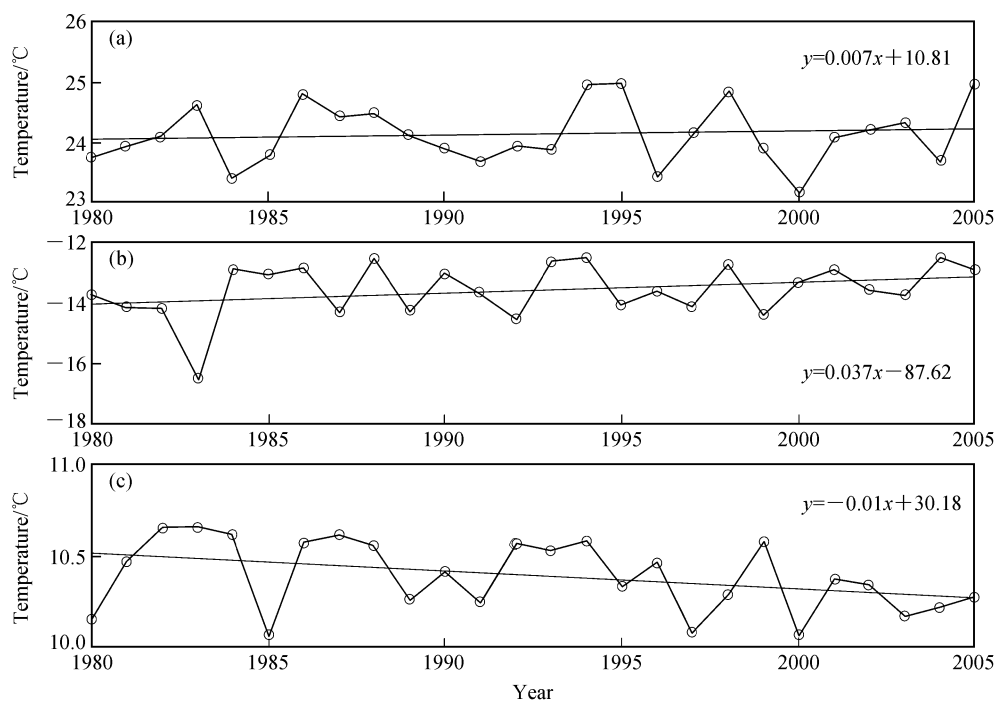 26
(a)
y=0.007x+10.81
25
24
23
Temperature/℃
1980 1985 1990 1995 2000 2005
−12
(b)
−14
−16
y=0.037x−87.62
−18
Temperature/℃
1980 1985 1990 1995 2000 2005
11.0
(c)
y=−0.01x+30.18
10.5
10.0
Temperature/℃
1980 1985 1990 1995 2000 2005
Year